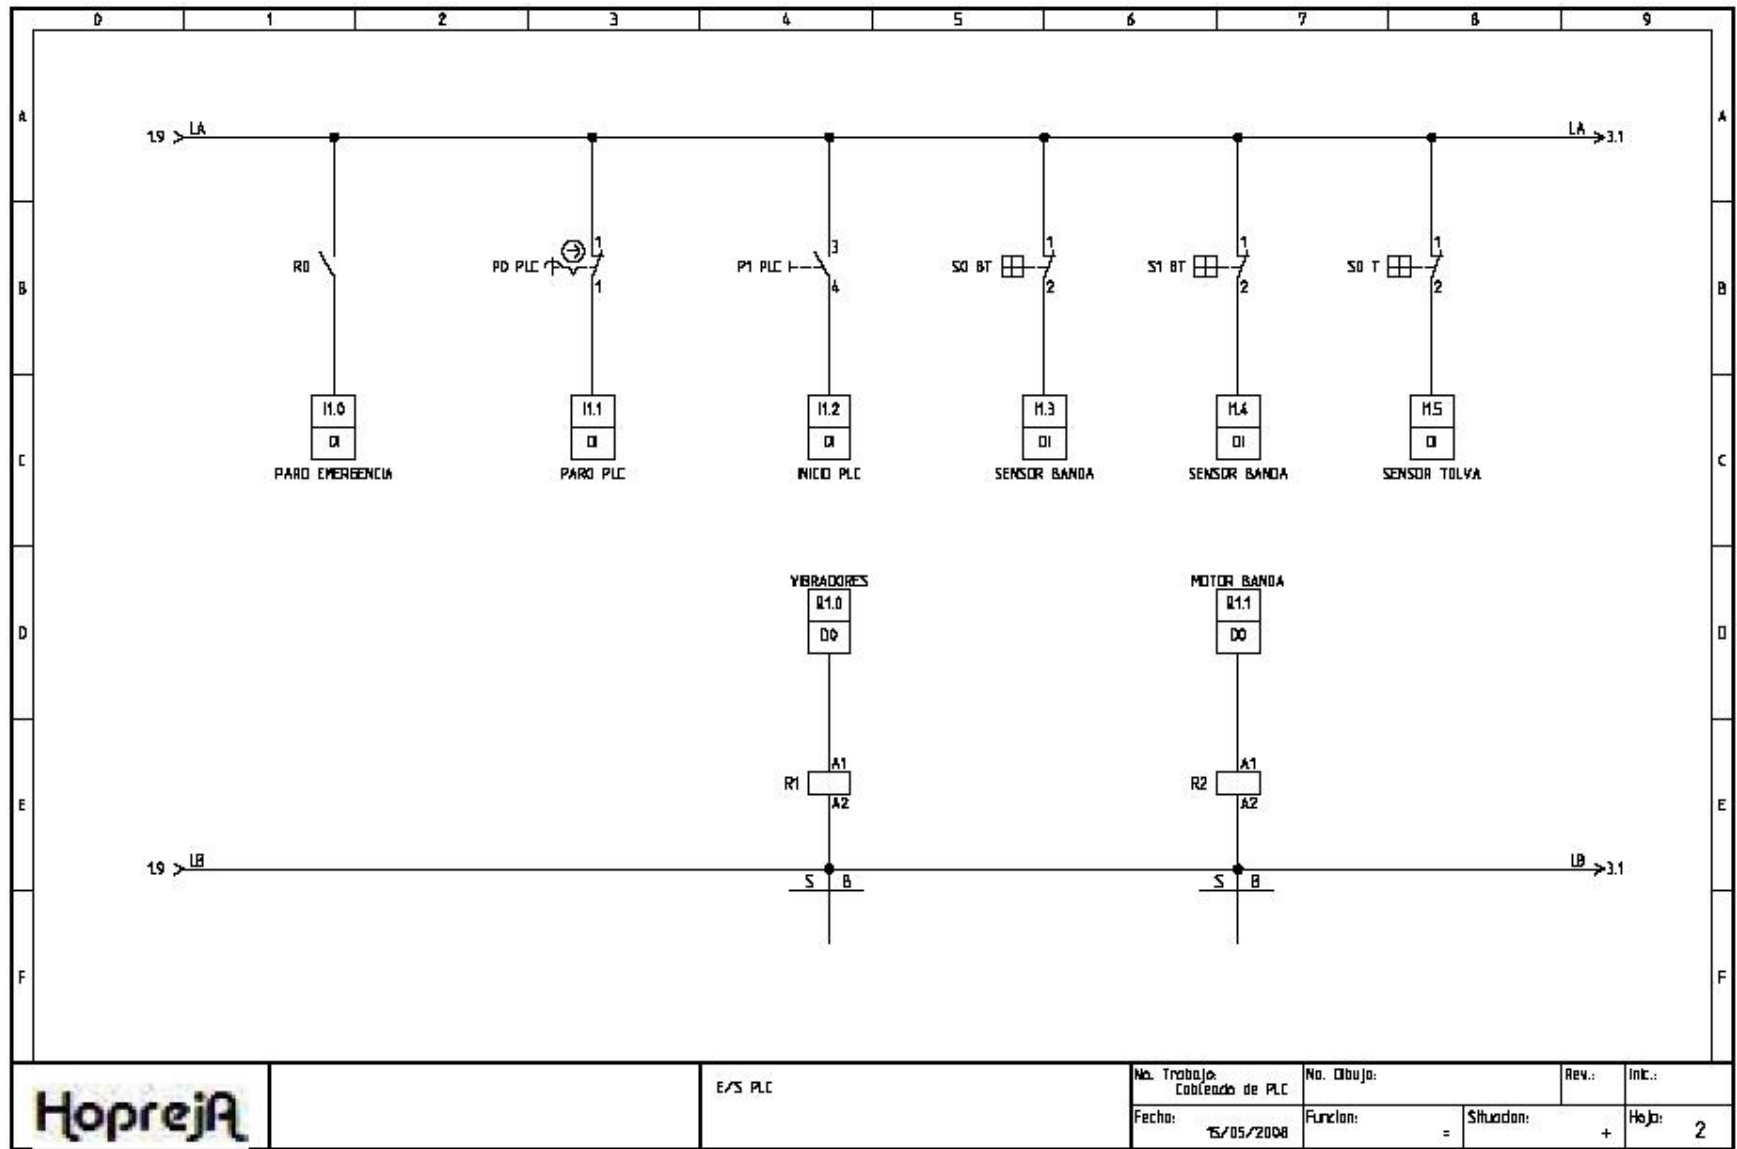 0 1 2 3 4 5 6 7 8 9
A A
1.9 LA LA 3.1
B B
R0 P0 PLC 1 1 P1 PLC 3 4 S0 BT 1 2 S1 BT 1 2 S0 T 1 2
I1.0 I1.1 I1.2 I1.3 I1.4 I1.5
DI DI DI DI DI DI
C C
PARO EMERGENCIA PARO PLC INICIO PLC SENSOR BANDA SENSOR BANDA SENSOR TOLVA
VIBRADORES MOTOR BANDA
Q1.0 Q1.1
D DO DO D
A1 A1
R1 R2
A2 A2
E E
1.9 LB LB 3.1
S B S B
F F
HoprejA
E/S PLC
No. Trabajo: No. Dibujo: Rev.: Inic.:
Cableado de PLC
Fecha: Funcion: Situacion: Hoja:
15/05/2008 = + 2